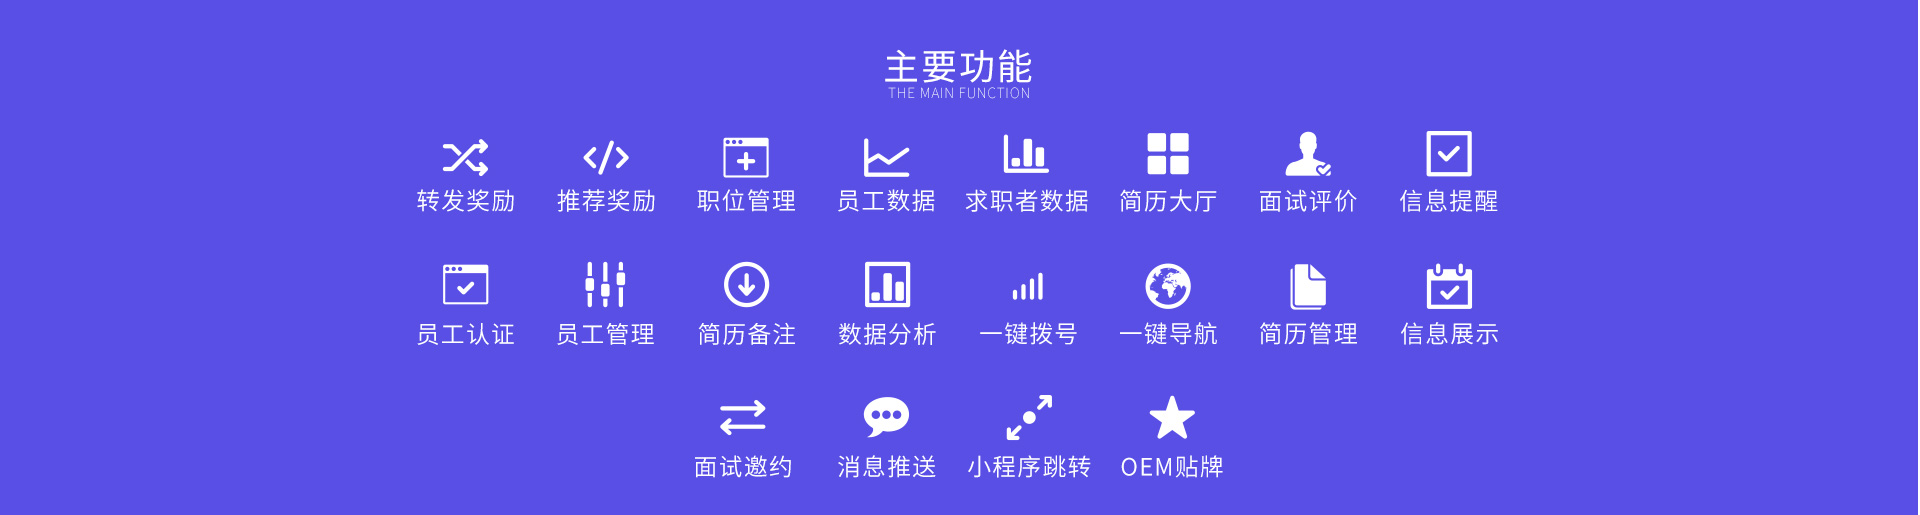 主要功能
THE MAIN FUNCTION
转发奖励 推荐奖励 职位管理 员工数据 求职者数据 简历大厅 面试评价 信息提醒
员工认证 员工管理 简历备注 数据分析 一键拨号 一键导航 简历管理 信息展示
面试邀约 消息推送 小程序跳转 OEM贴牌